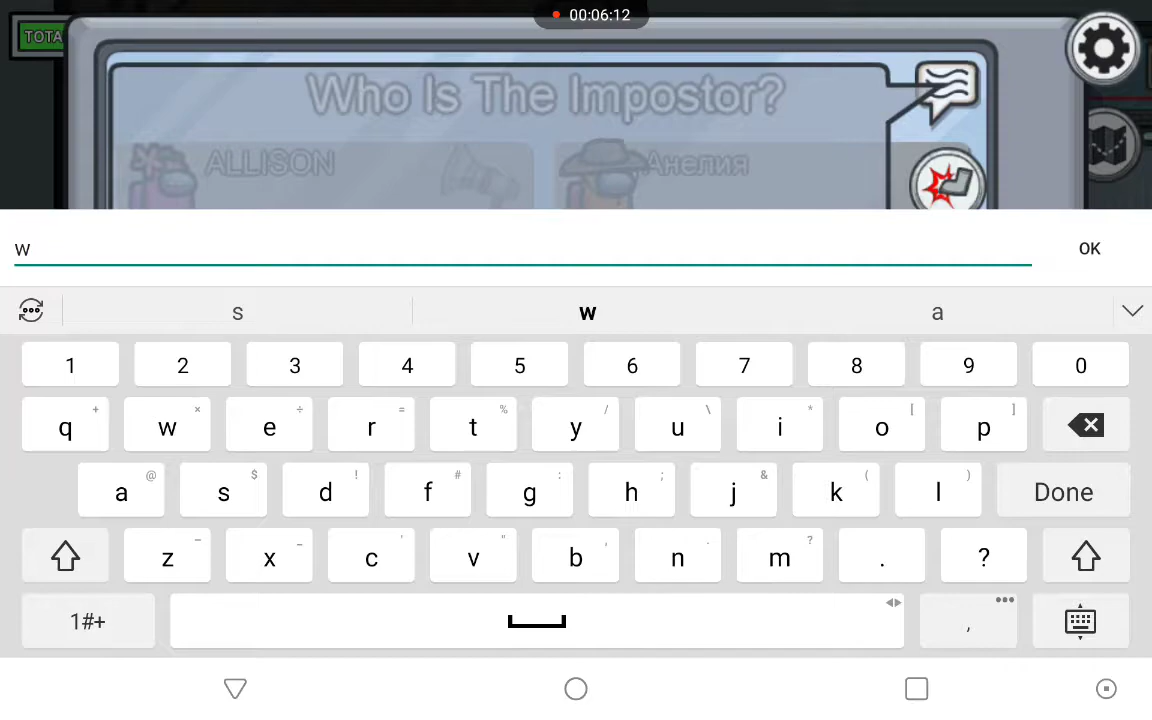 00:06:12
TOTA
Who Is The Impostor?
ALLISON
Анелия
w
OK
s w a
1 2 3 4 5 6 7 8 9 0
+ × ÷ = % / \ * [ ]
q w e r t y u i o p
@ $ ! # : ; & ( )
a s d f g h j k l Done
- _ ' " , . ?
z x c v b n m . ?
1#+ ,